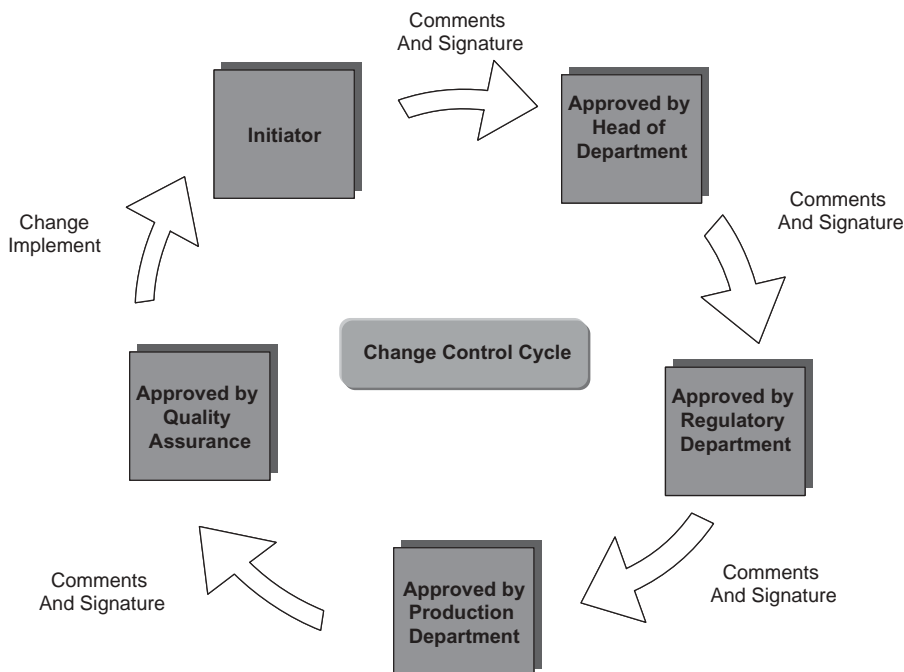 Comments
And Signature
Initiator
Approved by
Head of
Department
Comments
And Signature
Approved by
Regulatory
Department
Comments
And Signature
Approved by
Production
Department
Comments
And Signature
Approved by
Quality
Assurance
Change
Implement
Change Control Cycle